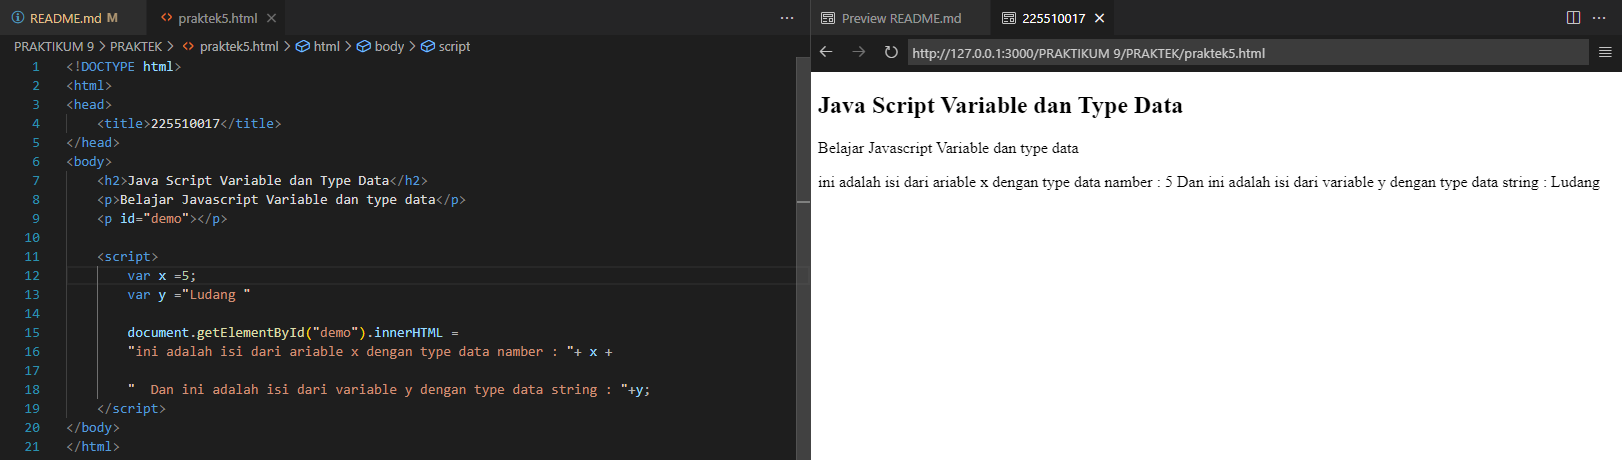 README.md M praktek5.html
PRAKTIKUM 9 > PRAKTEK > praktek5.html > html > body > script
1 <!DOCTYPE html>
2 <html>
3 <head>
4 <title>225510017</title>
5 </head>
6 <body>
7 <h2>Java Script Variable dan Type Data</h2>
8 <p>Belajar Javascript Variable dan type data</p>
9 <p id="demo"></p>
10
11 <script>
12 var x =5;
13 var y ="Ludang "
14
15 document.getElementById("demo").innerHTML =
16 "ini adalah isi dari ariable x dengan type data namber : "+ x +
17
18 "  Dan ini adalah isi dari variable y dengan type data string : "+y;
19 </script>
20 </body>
21 </html>
Preview README.md 225510017
http://127.0.0.1:3000/PRAKTIKUM 9/PRAKTEK/praktek5.html
Java Script Variable dan Type Data
Belajar Javascript Variable dan type data
ini adalah isi dari ariable x dengan type data namber : 5 Dan ini adalah isi dari variable y dengan type data string : Ludang